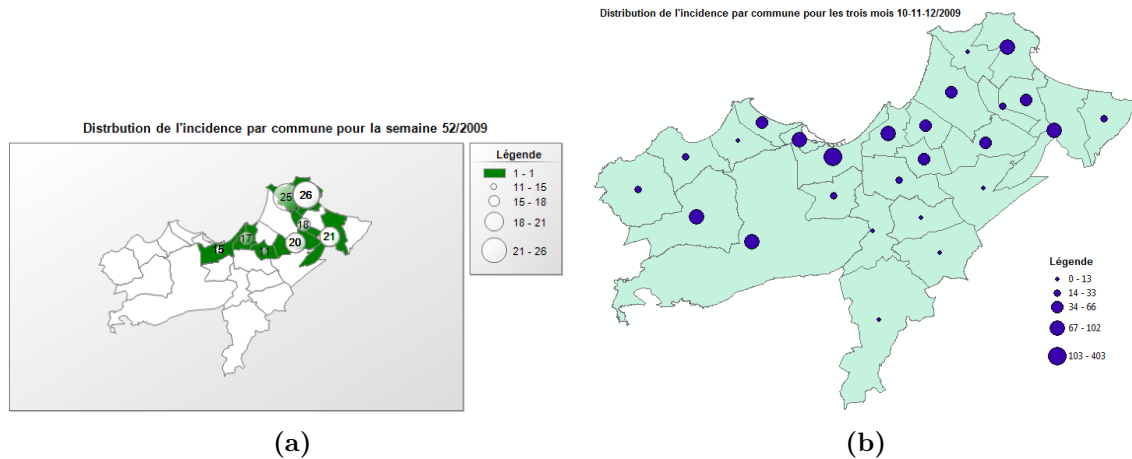 Distribution de l'incidence par commune pour les trois mois 10-11-12/2009
Distrbution de l'incidence par commune pour la semaine 52/2009
Légende
1 - 1
11 - 15
15 - 18
18 - 21
21 - 26
25
26
18
17
20
21
Légende
0 - 13
14 - 33
34 - 66
67 - 102
103 - 403
(a)
(b)